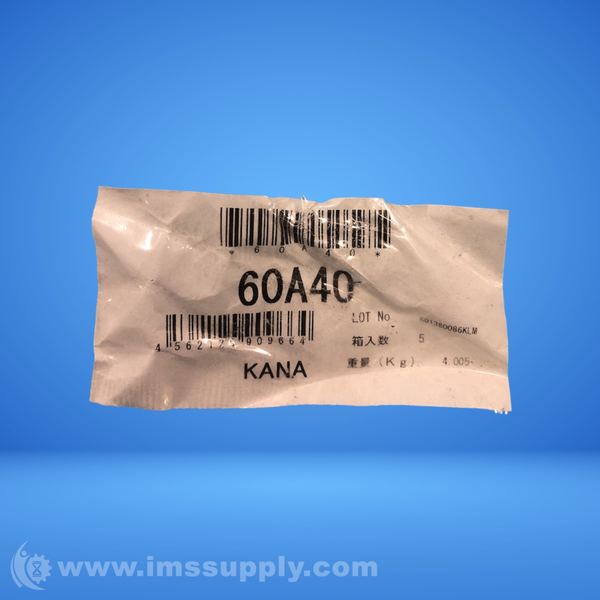 *60A40*
60A40
LOT No
箱入数 5
重量(Kg) 4.005
KANA
www.imssupply.com